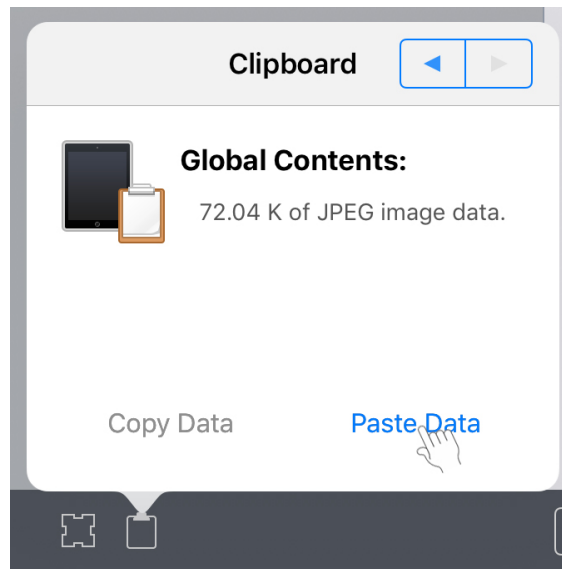 Clipboard
Global Contents:
72.04 K of JPEG image data.
Copy Data
Paste Data